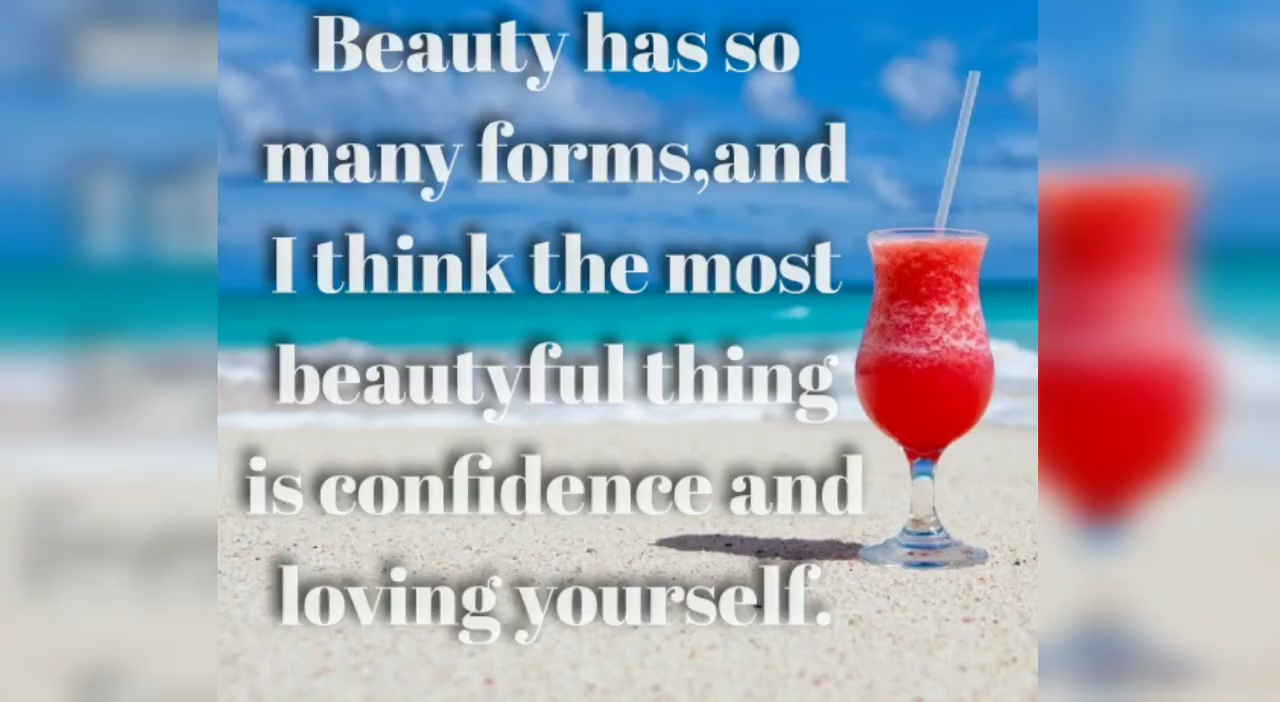 Beauty has so
many forms,and
I think the most
beautyful thing
is confidence and
loving yourself.